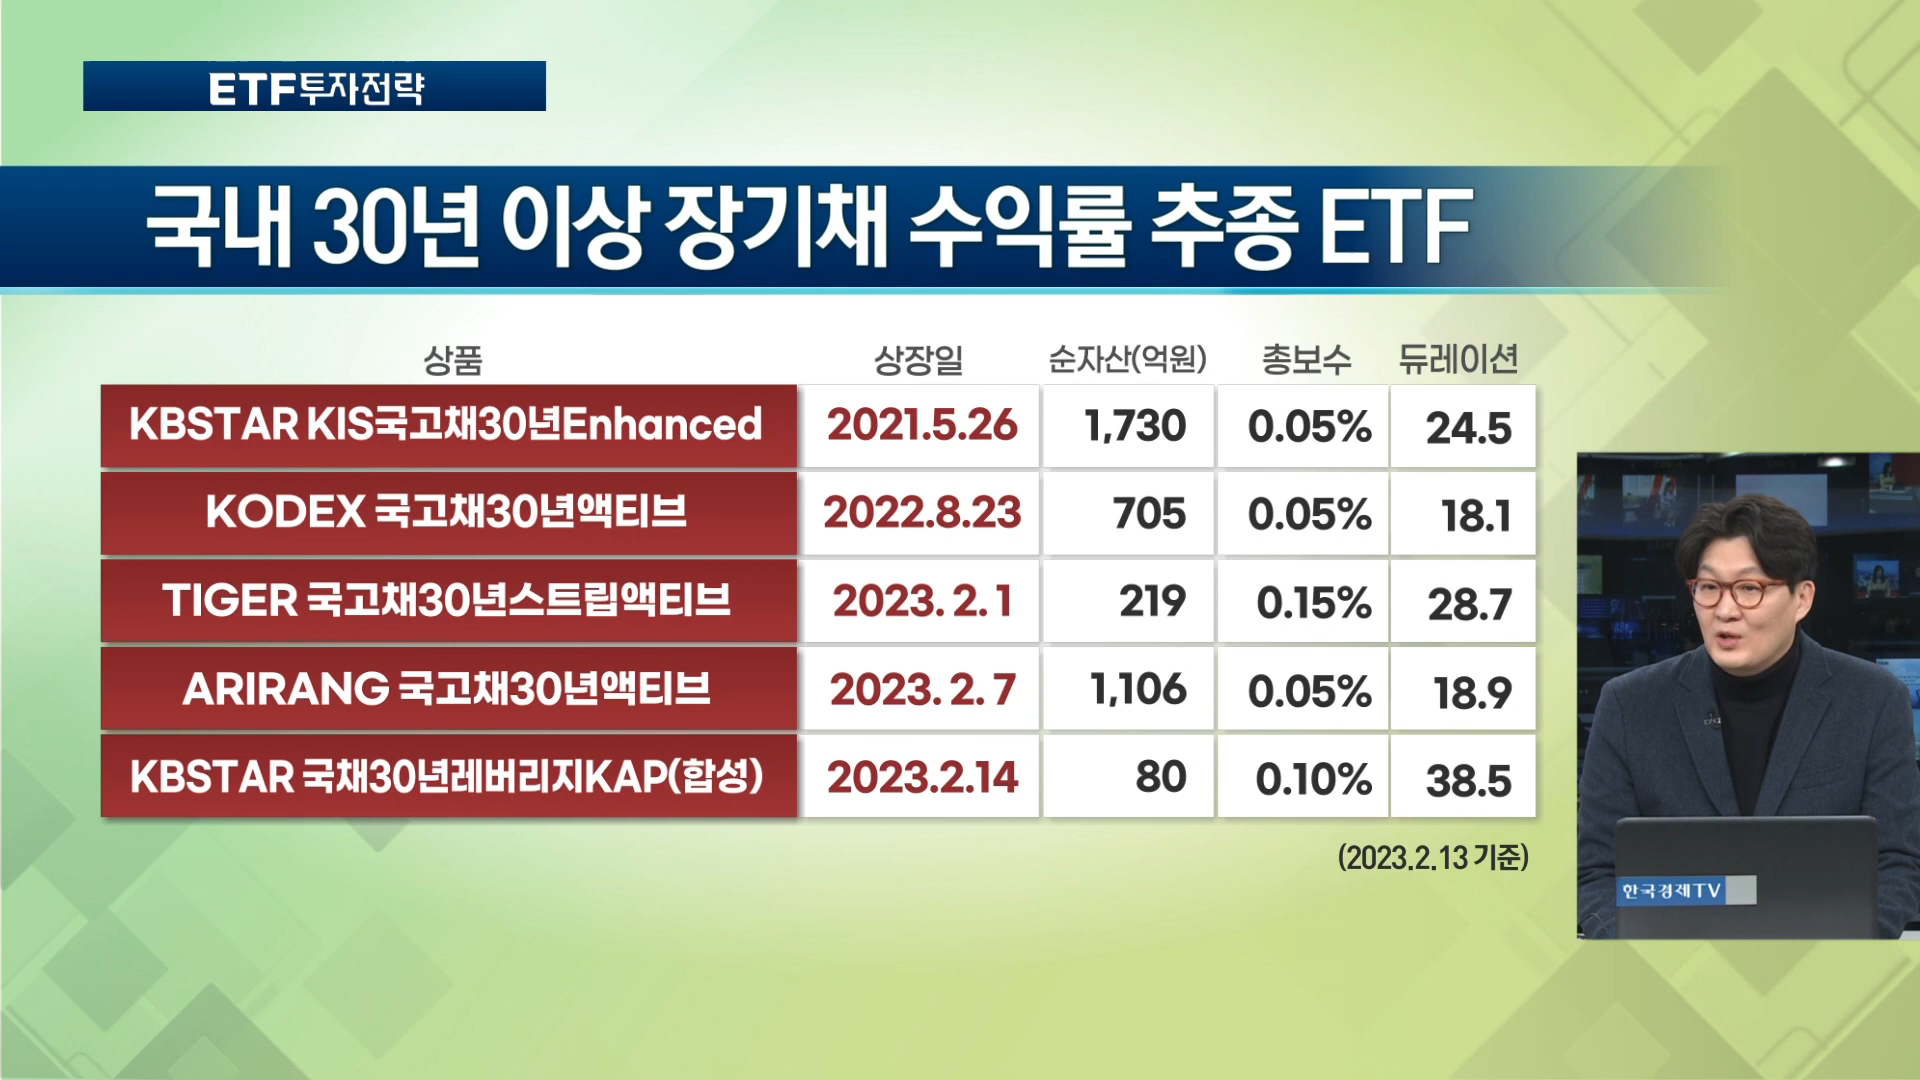 ETF투자전략
국내 30년 이상 장기채 수익률 추종 ETF
상품 상장일 순자산(억원) 총보수 듀레이션
KBSTAR KIS국고채30년Enhanced 2021.5.26 1,730 0.05% 24.5
KODEX 국고채30년액티브 2022.8.23 705 0.05% 18.1
TIGER 국고채30년스트립액티브 2023. 2. 1 219 0.15% 28.7
ARIRANG 국고채30년액티브 2023. 2. 7 1,106 0.05% 18.9
KBSTAR 국채30년레버리지KAP(합성) 2023.2.14 80 0.10% 38.5
(2023.2.13 기준)
한국경제TV